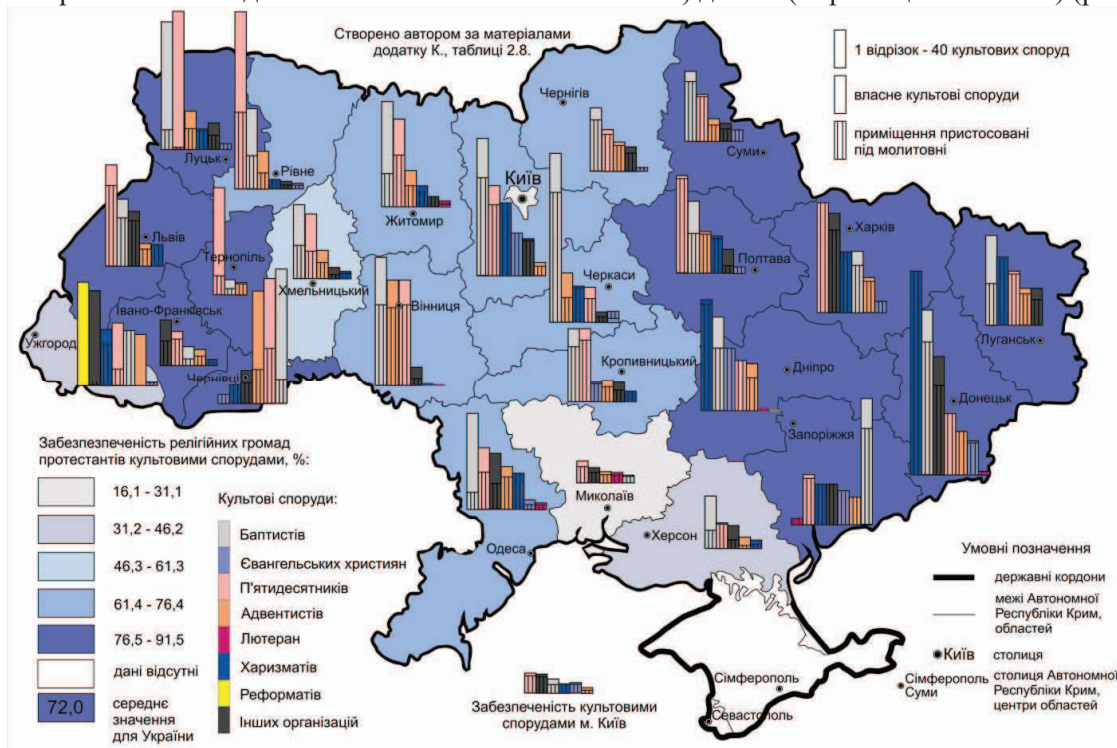 Створено автором за матеріалами
додатку К., таблиці 2.8.
1 відрізок - 40 культових споруд
власне культові споруди
приміщення пристосовані
під молитовні
Чернігів
Суми
Луцьк
Рівне
Київ
Житомир
Львів
Тернопіль
Хмельницький
Черкаси
Полтава
Харків
Вінниця
Івано-Франківськ
Ужгород
Чернівці
Кропивницький
Дніпро
Луганськ
Донецьк
Запоріжжя
Миколаїв
Херсон
Одеса
Сімферополь
Севастополь
Забезпеченість культовими
спорудами м. Київ
Забезпеченість релігійних громад
протестантів культовими спорудами, %:
16,1 - 31,1
31,2 - 46,2
46,3 - 61,3
61,4 - 76,4
76,5 - 91,5
дані відсутні
72,0
середнє
значення
для України
Культові споруди:
Баптистів
Євангельських християн
П'ятидесятників
Адвентистів
Лютеран
Харизматів
Реформатів
Інших організацій
Умовні позначення
державні кордони
межі Автономної
Республіки Крим,
областей
Київ столиця
Сімферополь
Суми
столиця Автономної
Республіки Крим,
центри областей